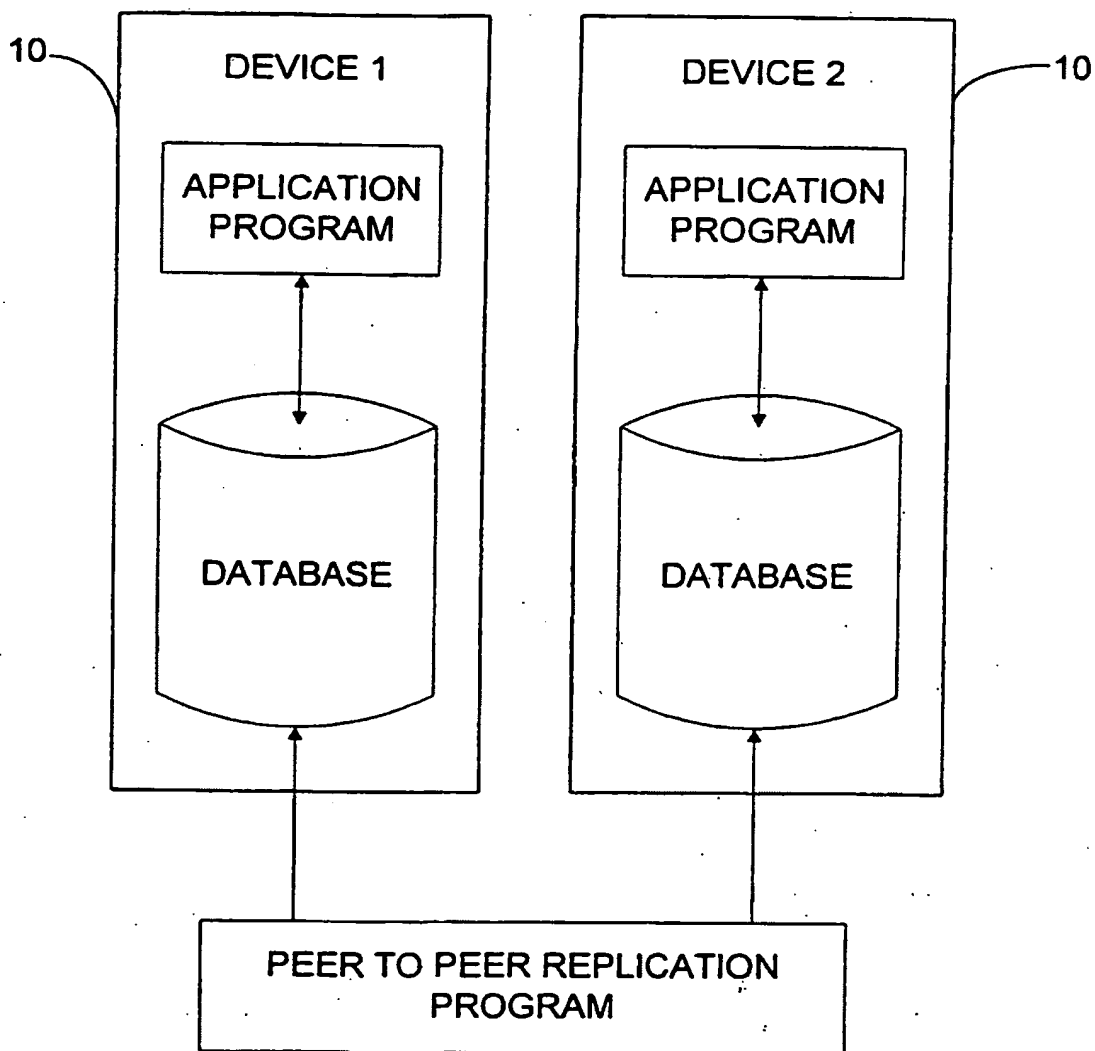 10
DEVICE 1
DEVICE 2
10
APPLICATION
PROGRAM
APPLICATION
PROGRAM
DATABASE
DATABASE
PEER TO PEER REPLICATION
PROGRAM